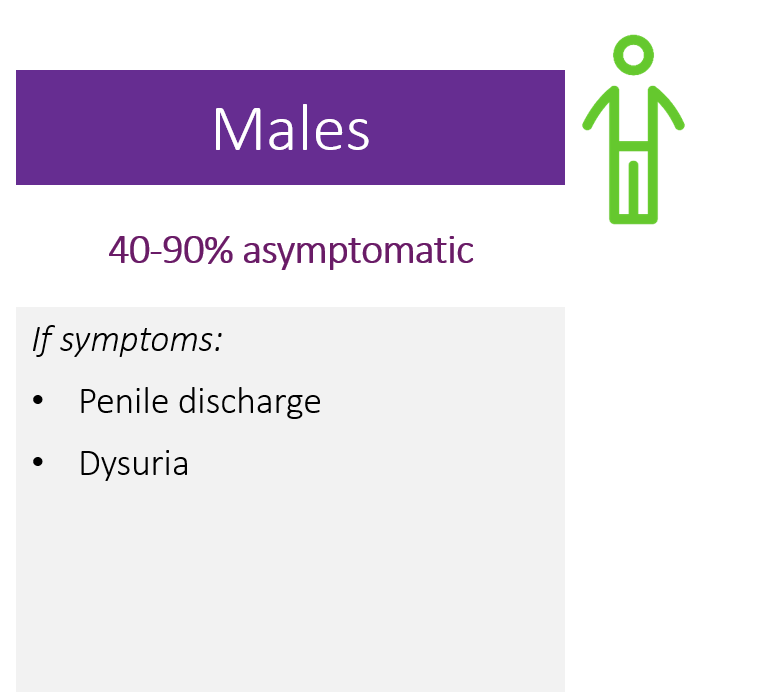 Males
40-90% asymptomatic
If symptoms:
• Penile discharge
• Dysuria